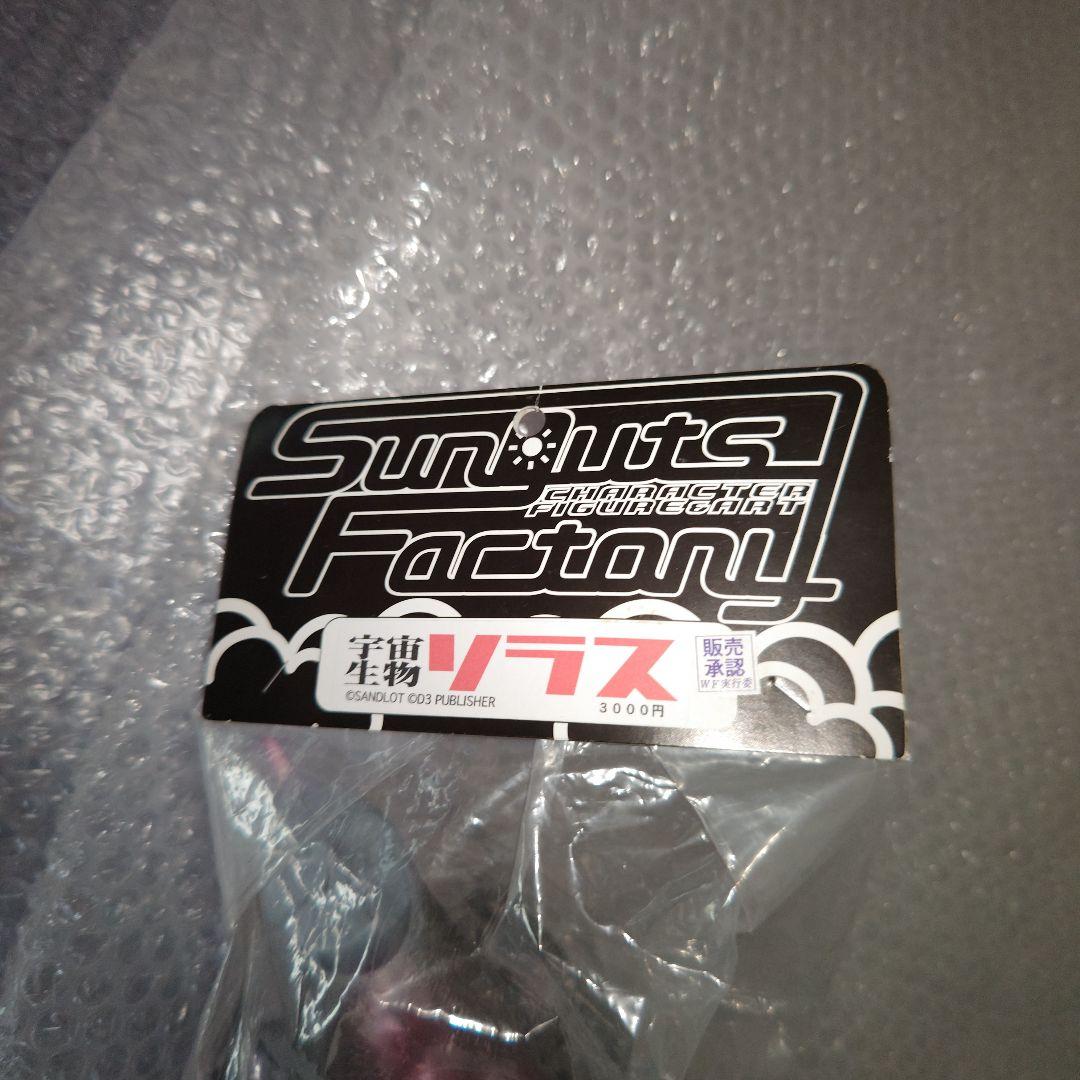 SunGuts
CHARACTER
FIGURE&ART
Factory
宇宙
生物
ソラス
©SANDLOT ©D3 PUBLISHER
3000円
販売
承認
WF実行委